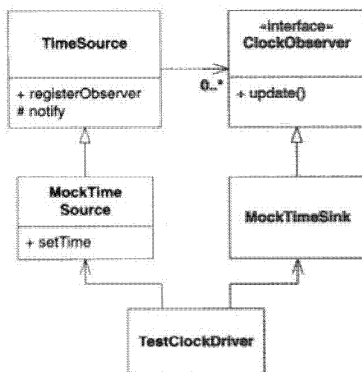 TimeSource
+ registerObserver
# notify
0..*
«interface»
ClockObserver
+ update()
MockTime
Source
+ setTime
MockTimeSink
TestClockDriver